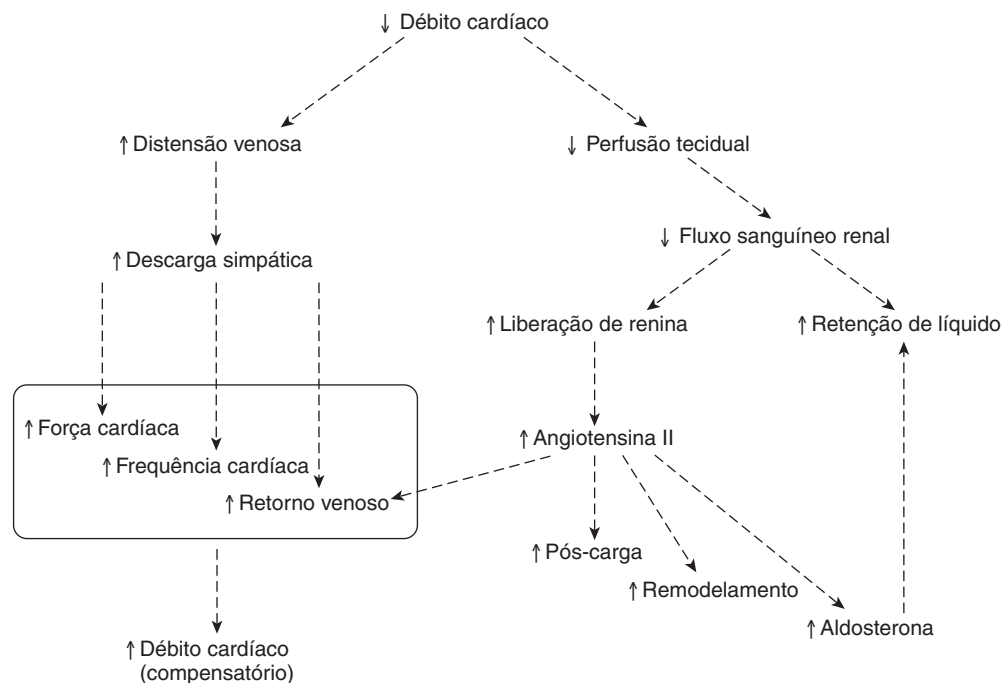 ↓ Débito cardíaco
↑ Distensão venosa
↓ Perfusão tecidual
↓ Fluxo sanguíneo renal
↑ Descarga simpática
↑ Liberação de renina
↑ Retenção de líquido
↑ Força cardíaca
↑ Angiotensina II
↑ Frequência cardíaca
↑ Retorno venoso
↑ Pós-carga
↑ Remodelamento
↑ Aldosterona
↑ Débito cardíaco
(compensatório)